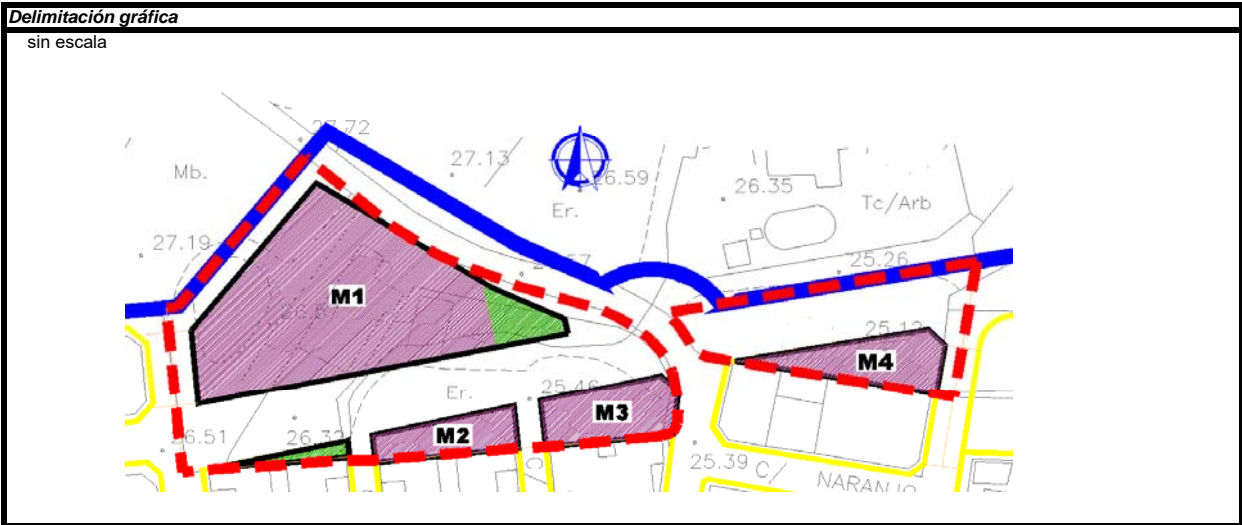 Delimitación gráfica
sin escala
27.72
27.13
Mb.
26.59
26.35
Er.
Tc/Arb
27.19
25.26
M1
25.12
M4
Er.
25.46
M3
M2
26.51
26.32
25.39
C/ NARANJO